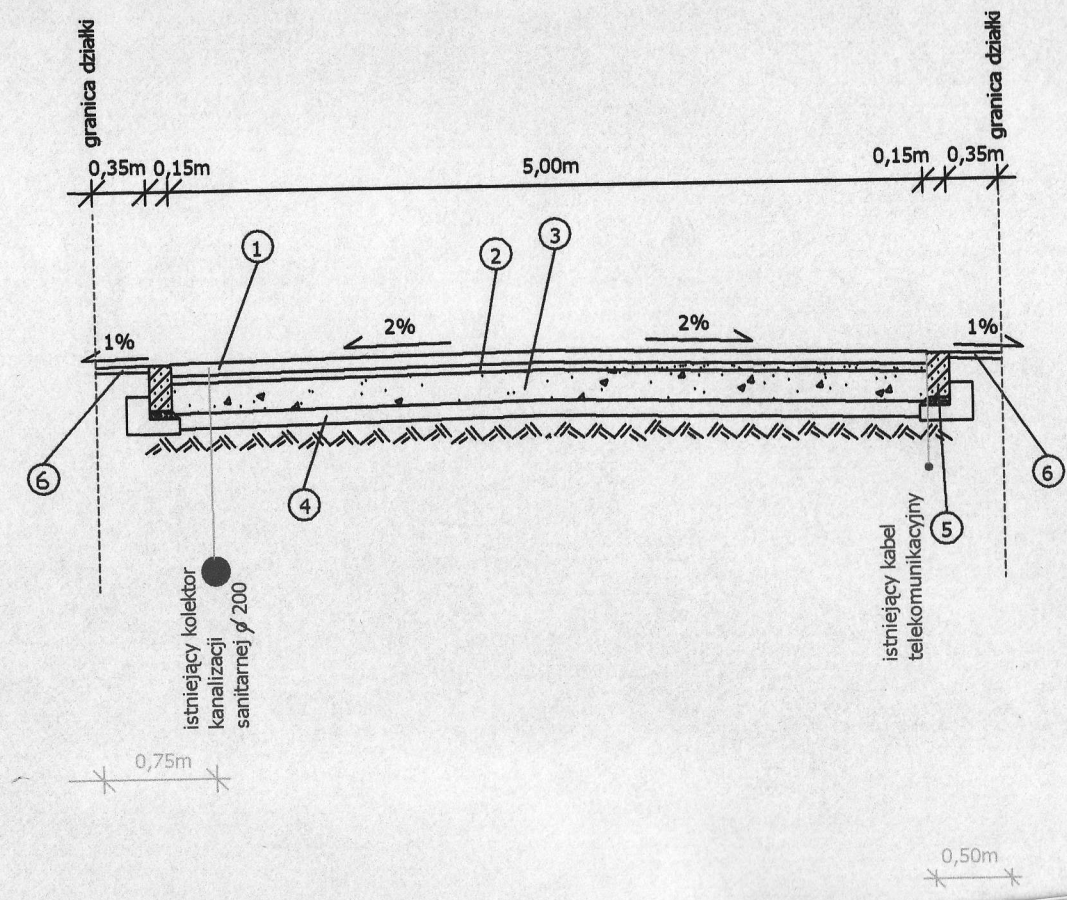 granica działki
granica działki
0,35m 0,15m
5,00m
0,15m 0,35m
1
2
3
1%
2%
2%
1%
6
4
5
6
istniejący kolektor
kanalizacji
sanitarnej ø 200
istniejący kabel
telekomunikacyjny
0,75m
0,50m